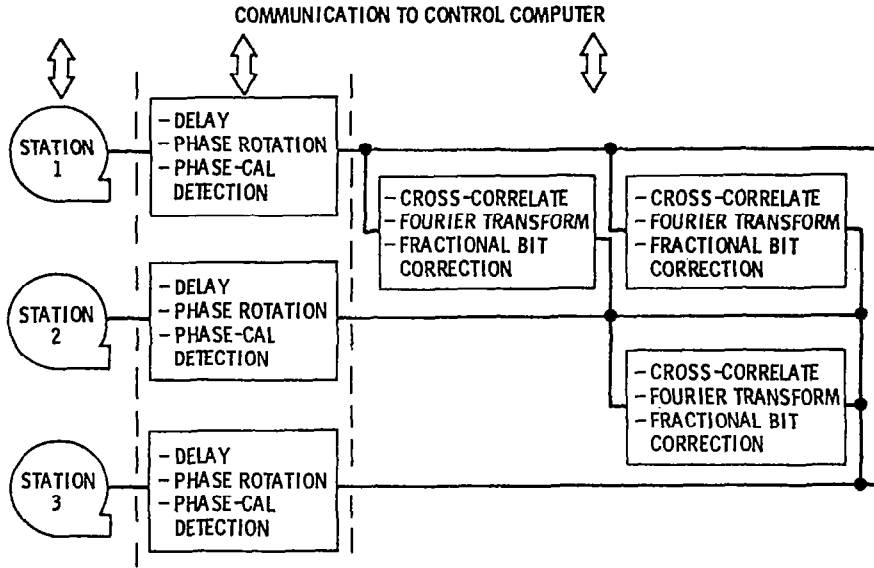 COMMUNICATION TO CONTROL COMPUTER
STATION
1
- DELAY
- PHASE ROTATION
- PHASE-CAL
DETECTION
- CROSS-CORRELATE
- FOURIER TRANSFORM
- FRACTIONAL BIT
CORRECTION
- CROSS-CORRELATE
- FOURIER TRANSFORM
- FRACTIONAL BIT
CORRECTION
STATION
2
- DELAY
- PHASE ROTATION
- PHASE-CAL
DETECTION
- CROSS-CORRELATE
- FOURIER TRANSFORM
- FRACTIONAL BIT
CORRECTION
STATION
3
- DELAY
- PHASE ROTATION
- PHASE-CAL
DETECTION